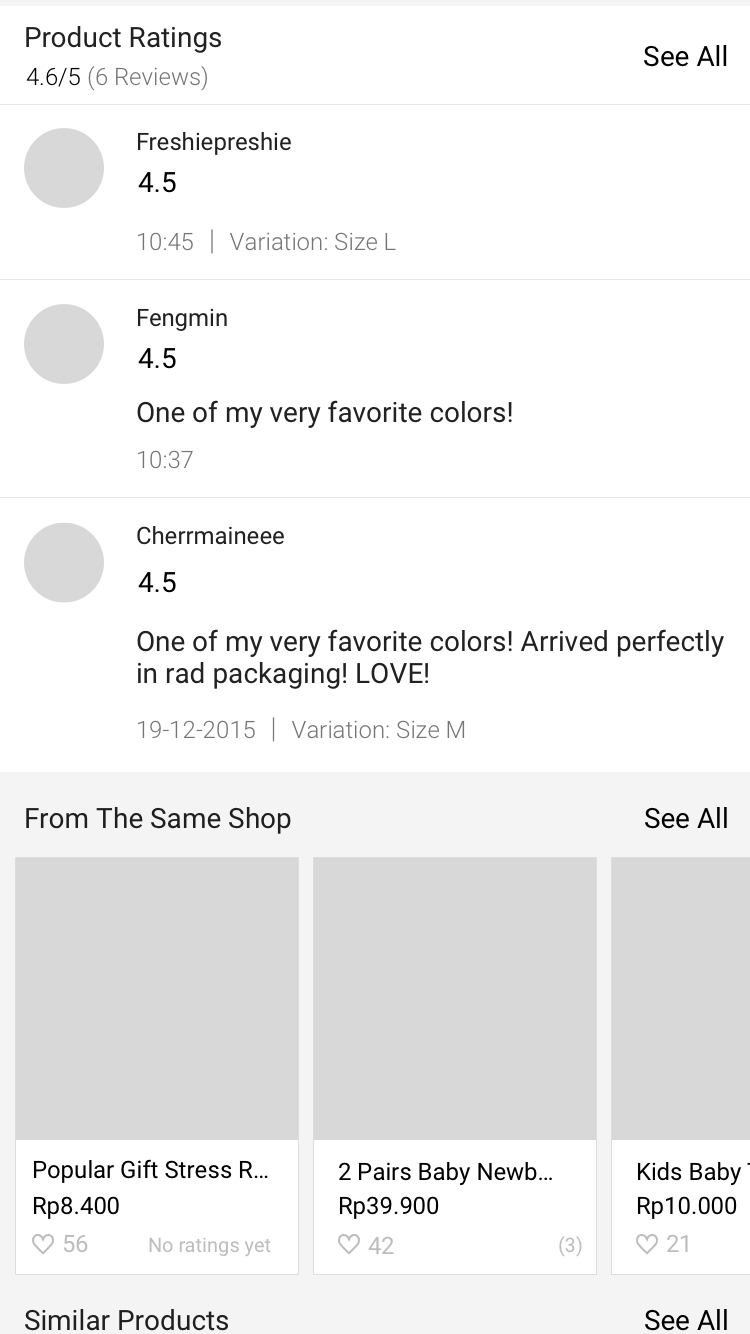 Product Ratings
See All
4.6/5 (6 Reviews)
Freshiepreshie
4.5
10:45 | Variation: Size L
Fengmin
4.5
One of my very favorite colors!
10:37
Cherrmaineee
4.5
One of my very favorite colors! Arrived perfectly
in rad packaging! LOVE!
19-12-2015 | Variation: Size M
From The Same Shop
See All
Popular Gift Stress R...
Rp8.400
56
No ratings yet
2 Pairs Baby Newb...
Rp39.900
42
(3)
Kids Baby
Rp10.000
21
Similar Products
See All